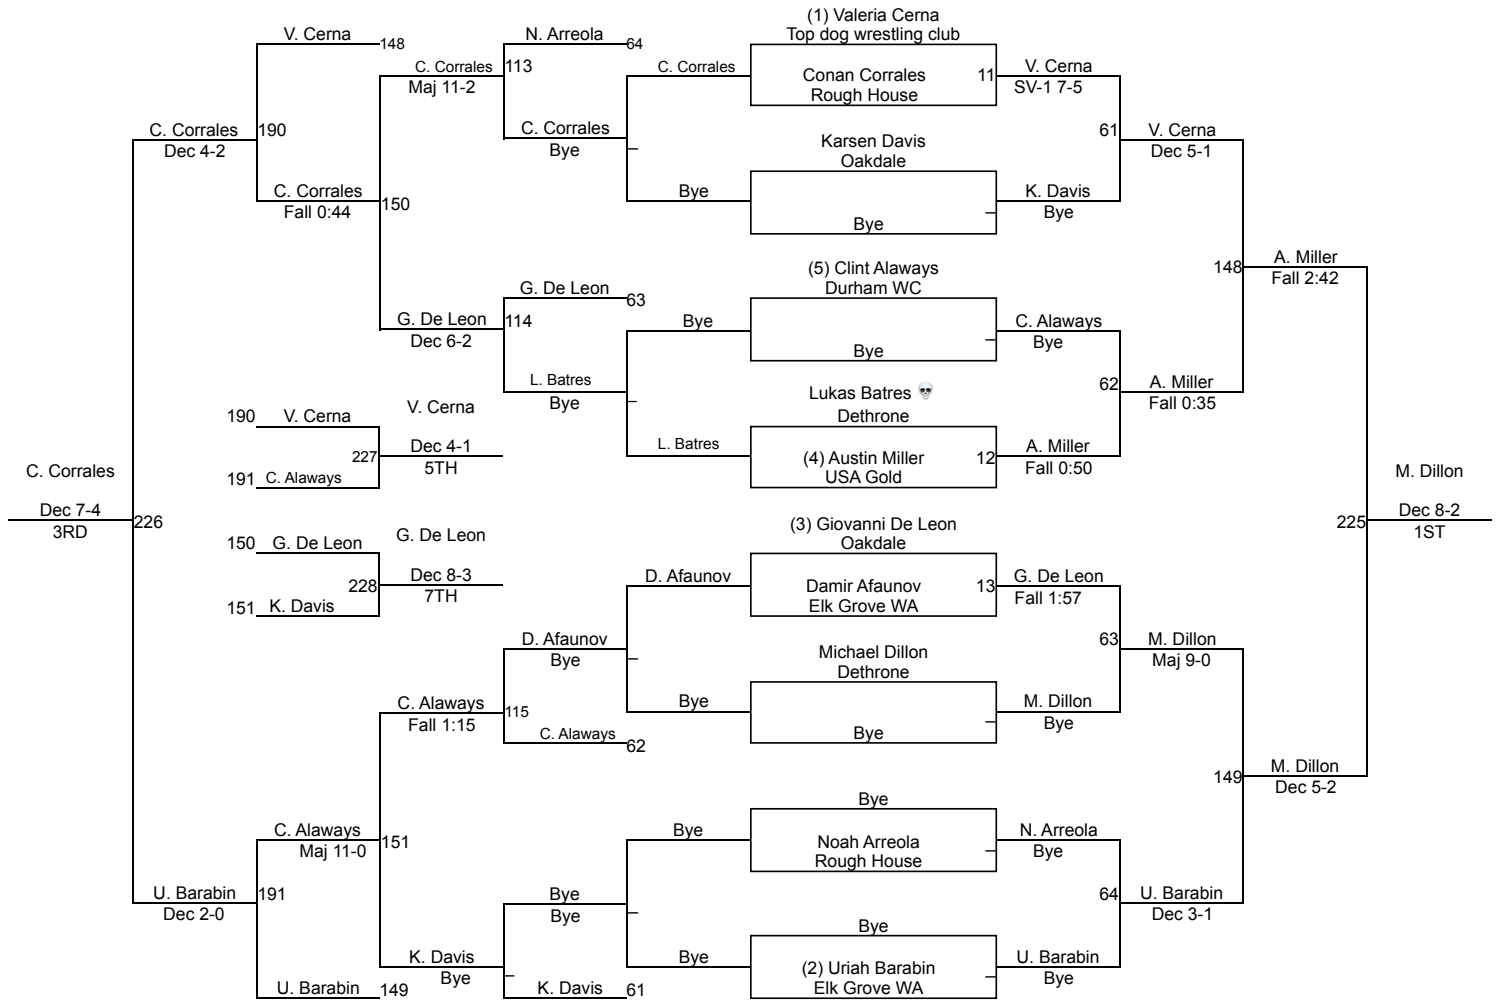 (1) Valeria Cerna
V. Cerna
N. Arreola
Top dog wrestling club
148
64
C. Corrales
113
C. Corrales
Conan Corrales
11
V. Cerna
Maj 11-2
Rough House
SV-1 7-5
C. Corrales
190
C. Corrales
61
V. Cerna
Dec 4-2
Bye
Karsen Davis
Dec 5-1
Oakdale
C. Corrales
Bye
K. Davis
Fall 0:44
150
Bye
Bye
(5) Clint Alaways
148
A. Miller
G. De Leon
Durham WC
Fall 2:42
63
G. De Leon
114
Bye
C. Alaways
Dec 6-2
Bye
Bye
L. Batres
Lukas Batres 💀
62
A. Miller
Bye
V. Cerna
Dethrone
Fall 0:35
190
V. Cerna
Dec 4-1
L. Batres
A. Miller
227
5TH
(4) Austin Miller
12
Fall 0:50
C. Corrales
191
C. Alaways
USA Gold
M. Dillon
Dec 7-4
Dec 8-2
3RD
226
(3) Giovanni De Leon
225
1ST
150
G. De Leon
G. De Leon
Oakdale
228
Dec 8-3
D. Afaunov
Damir Afaunov
13
G. De Leon
7TH
Elk Grove WA
Fall 1:57
151
K. Davis
D. Afaunov
63
M. Dillon
Bye
Michael Dillon
Maj 9-0
Dethrone
C. Alaways
115
Bye
M. Dillon
Fall 1:15
Bye
Bye
C. Alaways
62
149
M. Dillon
Dec 5-2
Bye
C. Alaways
151
Bye
Noah Arreola
N. Arreola
Maj 11-0
Rough House
Bye
U. Barabin
191
Bye
64
U. Barabin
Dec 2-0
Bye
Dec 3-1
Bye
K. Davis
Bye
(2) Uriah Barabin
U. Barabin
Bye
Elk Grove WA
Bye
U. Barabin
149
K. Davis
61